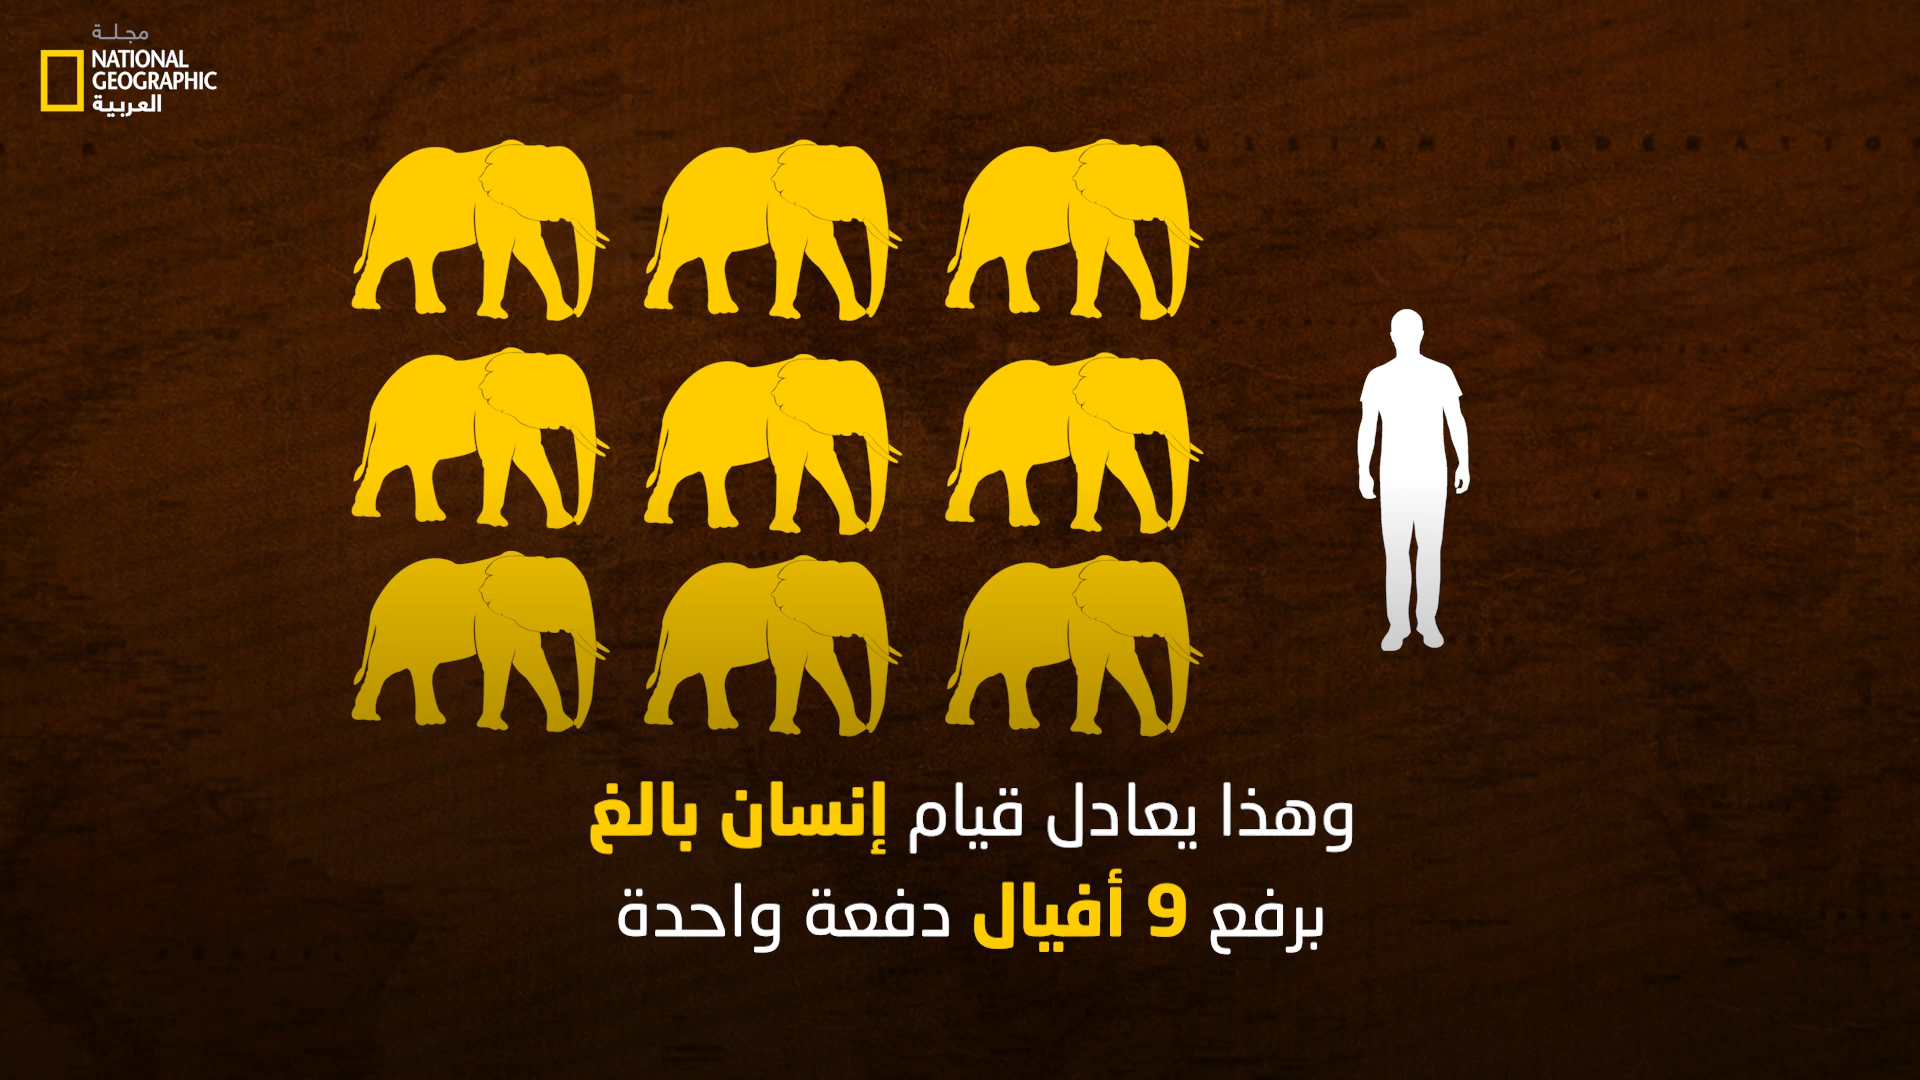 مجلة
NATIONAL
GEOGRAPHIC
العربية
وهذا يعادل قيام إنسان بالغ
برفع 9 أفيال دفعة واحدة